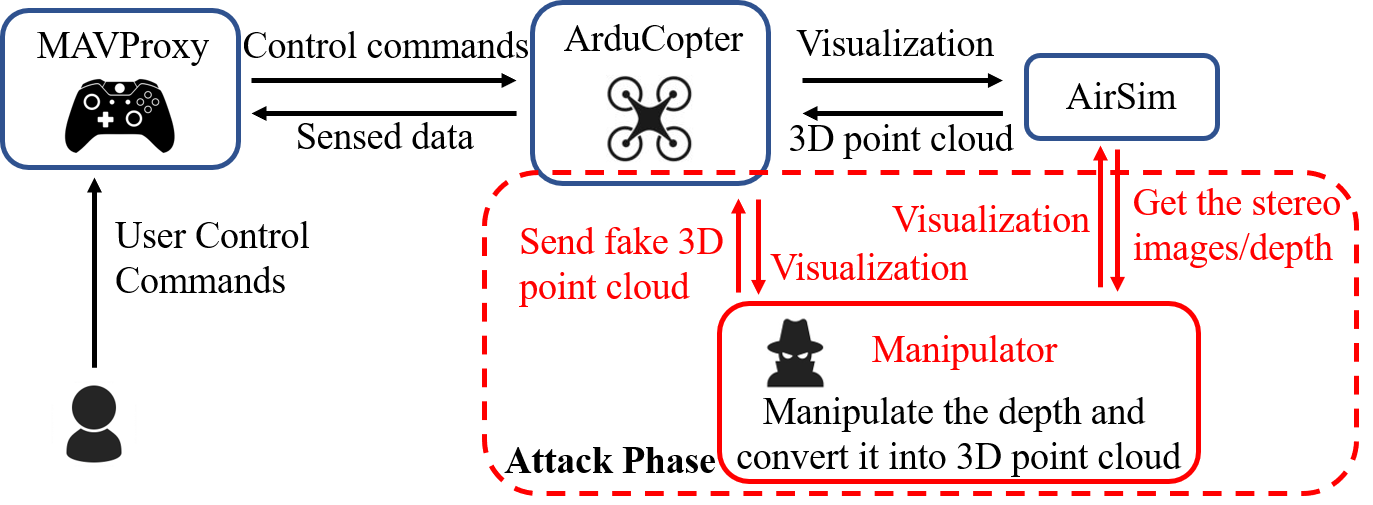 MAVProxy
Control commands
Sensed data
ArduCopter
Visualization
3D point cloud
AirSim
User Control
Commands
Send fake 3D
point cloud
Visualization
Visualization
Get the stereo
images/depth
Manipulator
Manipulate the depth and
convert it into 3D point cloud
Attack Phase